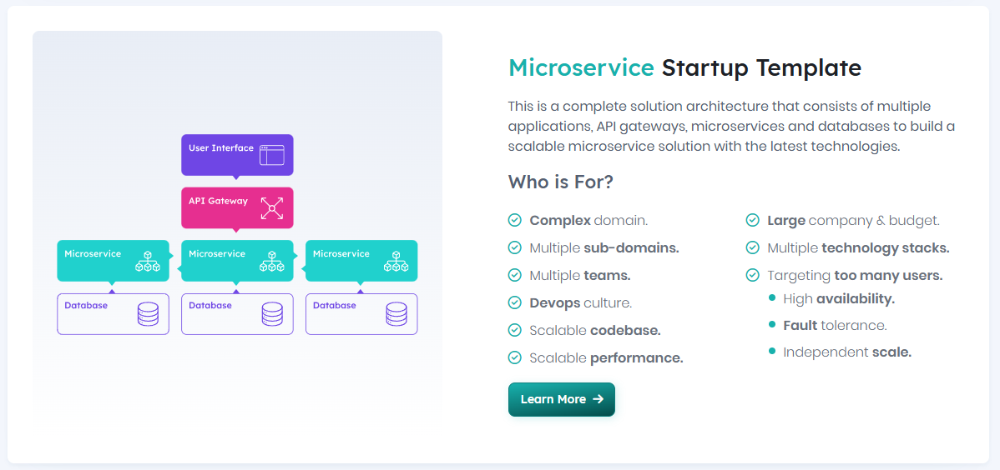 User Interface
API Gateway
Microservice
Microservice
Microservice
Database
Database
Database
Microservice Startup Template
This is a complete solution architecture that consists of multiple
applications, API gateways, microservices and databases to build a
scalable microservice solution with the latest technologies.
Who is For?
Complex domain.
Multiple sub-domains.
Multiple teams.
Devops culture.
Scalable codebase.
Scalable performance.
Large company & budget.
Multiple technology stacks.
Targeting too many users.
High availability.
Fault tolerance.
Independent scale.
Learn More